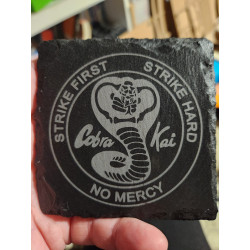 STRIKE FIRST
STRIKE HARD
Cobra Kai
NO MERCY